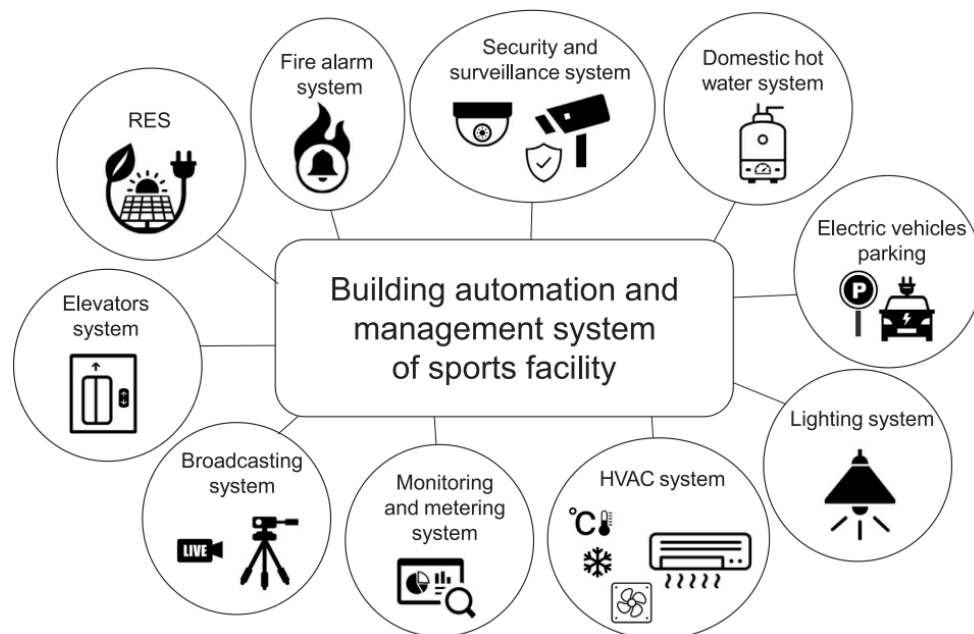 Fire alarm
system
Security and
surveillance system
Domestic hot
water system
RES
Electric vehicles
parking
P
Building automation and
management system
of sports facility
Elevators
system
Lighting system
Broadcasting
system
LIVE
Monitoring
and metering
system
HVAC system
°C